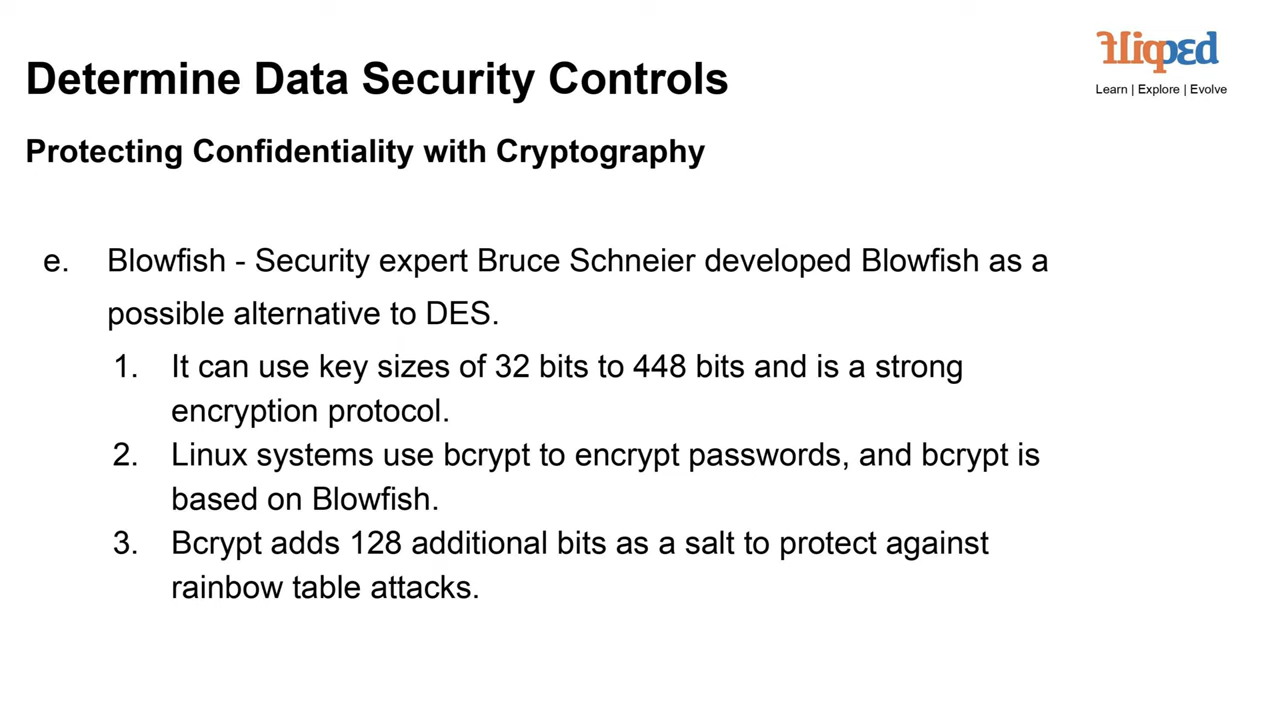 Flipped
Learn | Explore | Evolve
Determine Data Security Controls
Protecting Confidentiality with Cryptography
e. Blowfish - Security expert Bruce Schneier developed Blowfish as a
possible alternative to DES.
1. It can use key sizes of 32 bits to 448 bits and is a strong
encryption protocol.
2. Linux systems use bcrypt to encrypt passwords, and bcrypt is
based on Blowfish.
3. Bcrypt adds 128 additional bits as a salt to protect against
rainbow table attacks.